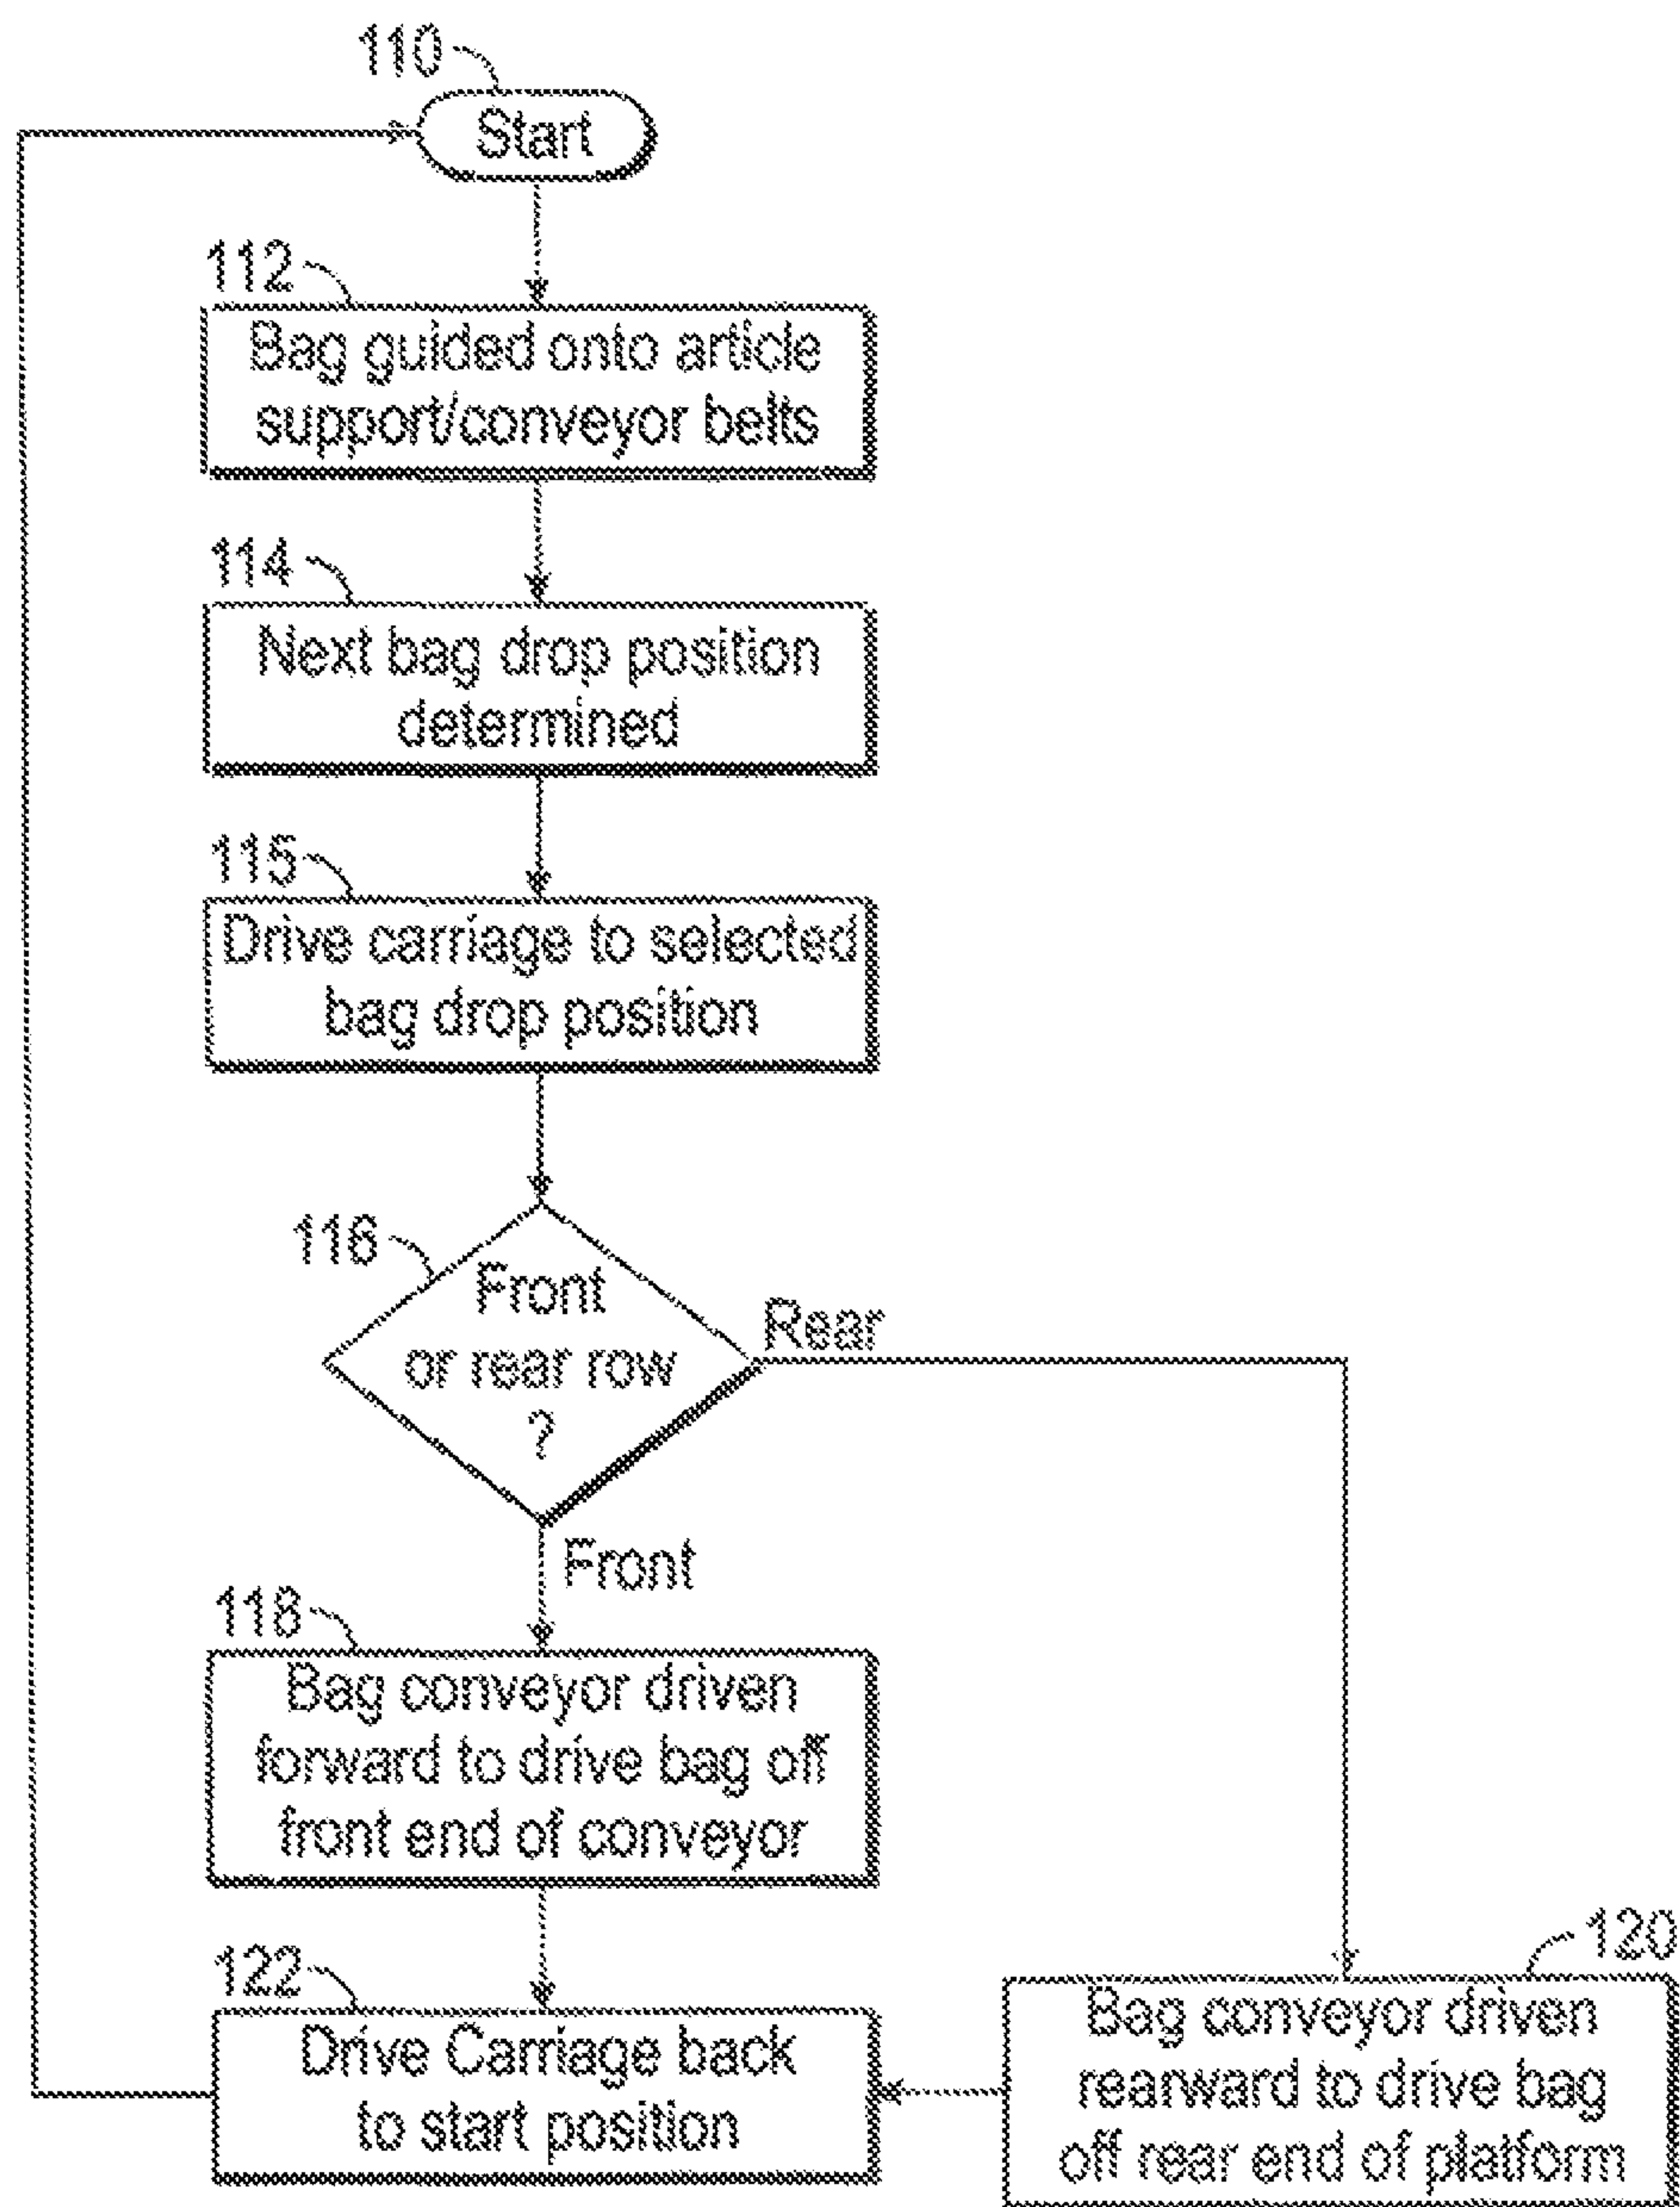 110
Start
112
Bag guided onto article
support/conveyor belts
114
Next bag drop position
determined
115
Drive carriage to selected
bag drop position
116
Front
or rear row
?
Rear
Front
118
Bag conveyor driven
forward to drive bag off
front end of conveyor
122
Drive Carriage back
to start position
120
Bag conveyor driven
rearward to drive bag
off rear end of platform